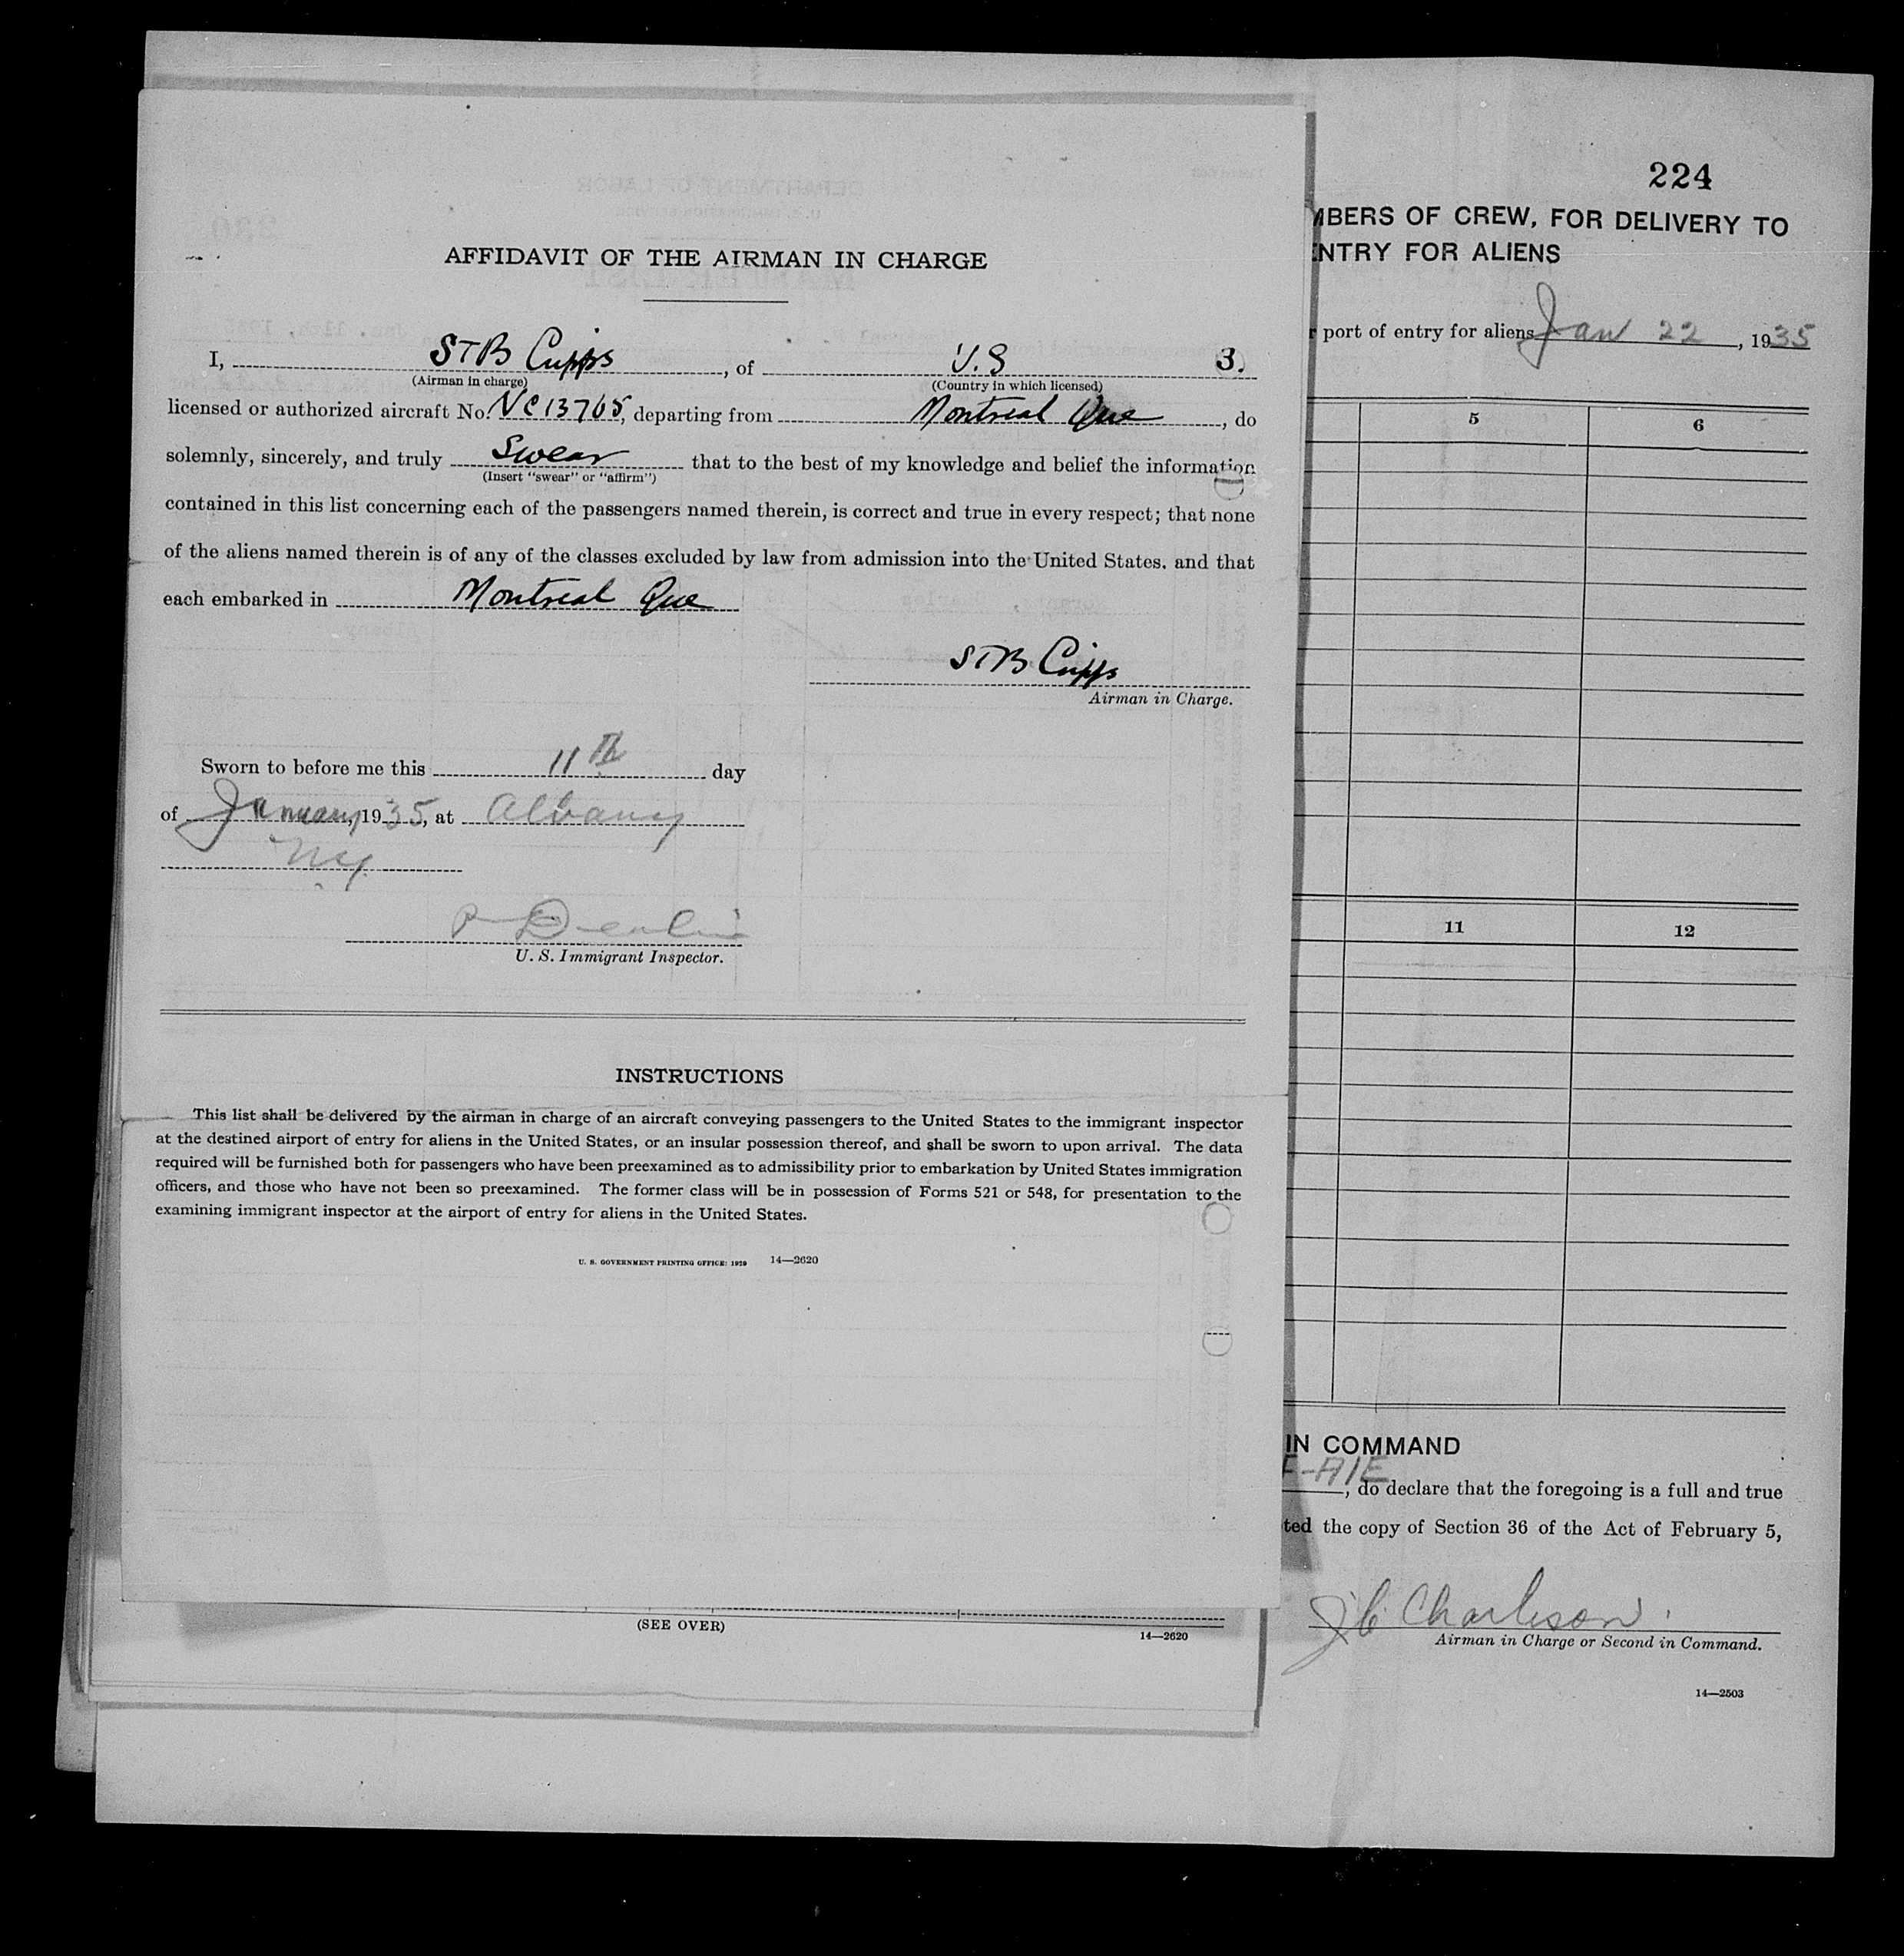 AFFIDAVIT OF THE AIRMAN IN CHARGE
I, STB Cripps, of U.S 3.
(Airman in charge) (Country in which licensed)
licensed or authorized aircraft No. NC13765, departing from Montreal Que, do
solemnly, sincerely, and truly Swear that to the best of my knowledge and belief the information
(Insert "swear" or "affirm")
contained in this list concerning each of the passengers named therein, is correct and true in every respect; that none
of the aliens named therein is of any of the classes excluded by law from admission into the United States, and that
each embarked in Montreal Que
STB Cripps
Airman in Charge.
Sworn to before me this 11th day
of January, 1935, at Albany
N.Y.
U. S. Immigrant Inspector.
INSTRUCTIONS
This list shall be delivered by the airman in charge of an aircraft conveying passengers to the United States to the immigrant inspector
at the destined airport of entry for aliens in the United States, or an insular possession thereof, and shall be sworn to upon arrival. The data
required will be furnished both for passengers who have been preexamined as to admissibility prior to embarkation by United States immigration
officers, and those who have not been so preexamined. The former class will be in possession of Forms 521 or 548, for presentation to the
examining immigrant inspector at the airport of entry for aliens in the United States.
U. S. GOVERNMENT PRINTING OFFICE: 1929 14—2620
(SEE OVER)
14—2620
224
MBERS OF CREW, FOR DELIVERY TO
ENTRY FOR ALIENS
port of entry for aliens Jan 22, 1935
5 6
11 12
IN COMMAND
F-AIE
, do declare that the foregoing is a full and true
ted the copy of Section 36 of the Act of February 5,
J C Charleson.
Airman in Charge or Second in Command.
14—2503